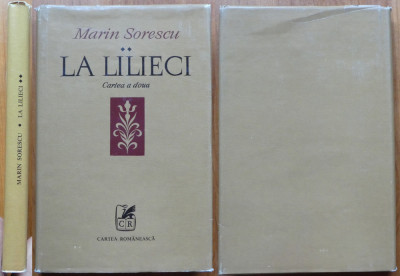 MARIN SORESCU • LA LILIECI ••
Marin Sorescu
••
LA LILIECI
Cartea a doua
CR
CARTEA ROMÂNEASCĂ